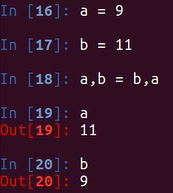 In [16]: a = 9
In [17]: b = 11
In [18]: a,b = b,a
In [19]: a
Out[19]: 11
In [20]: b
Out[20]: 9